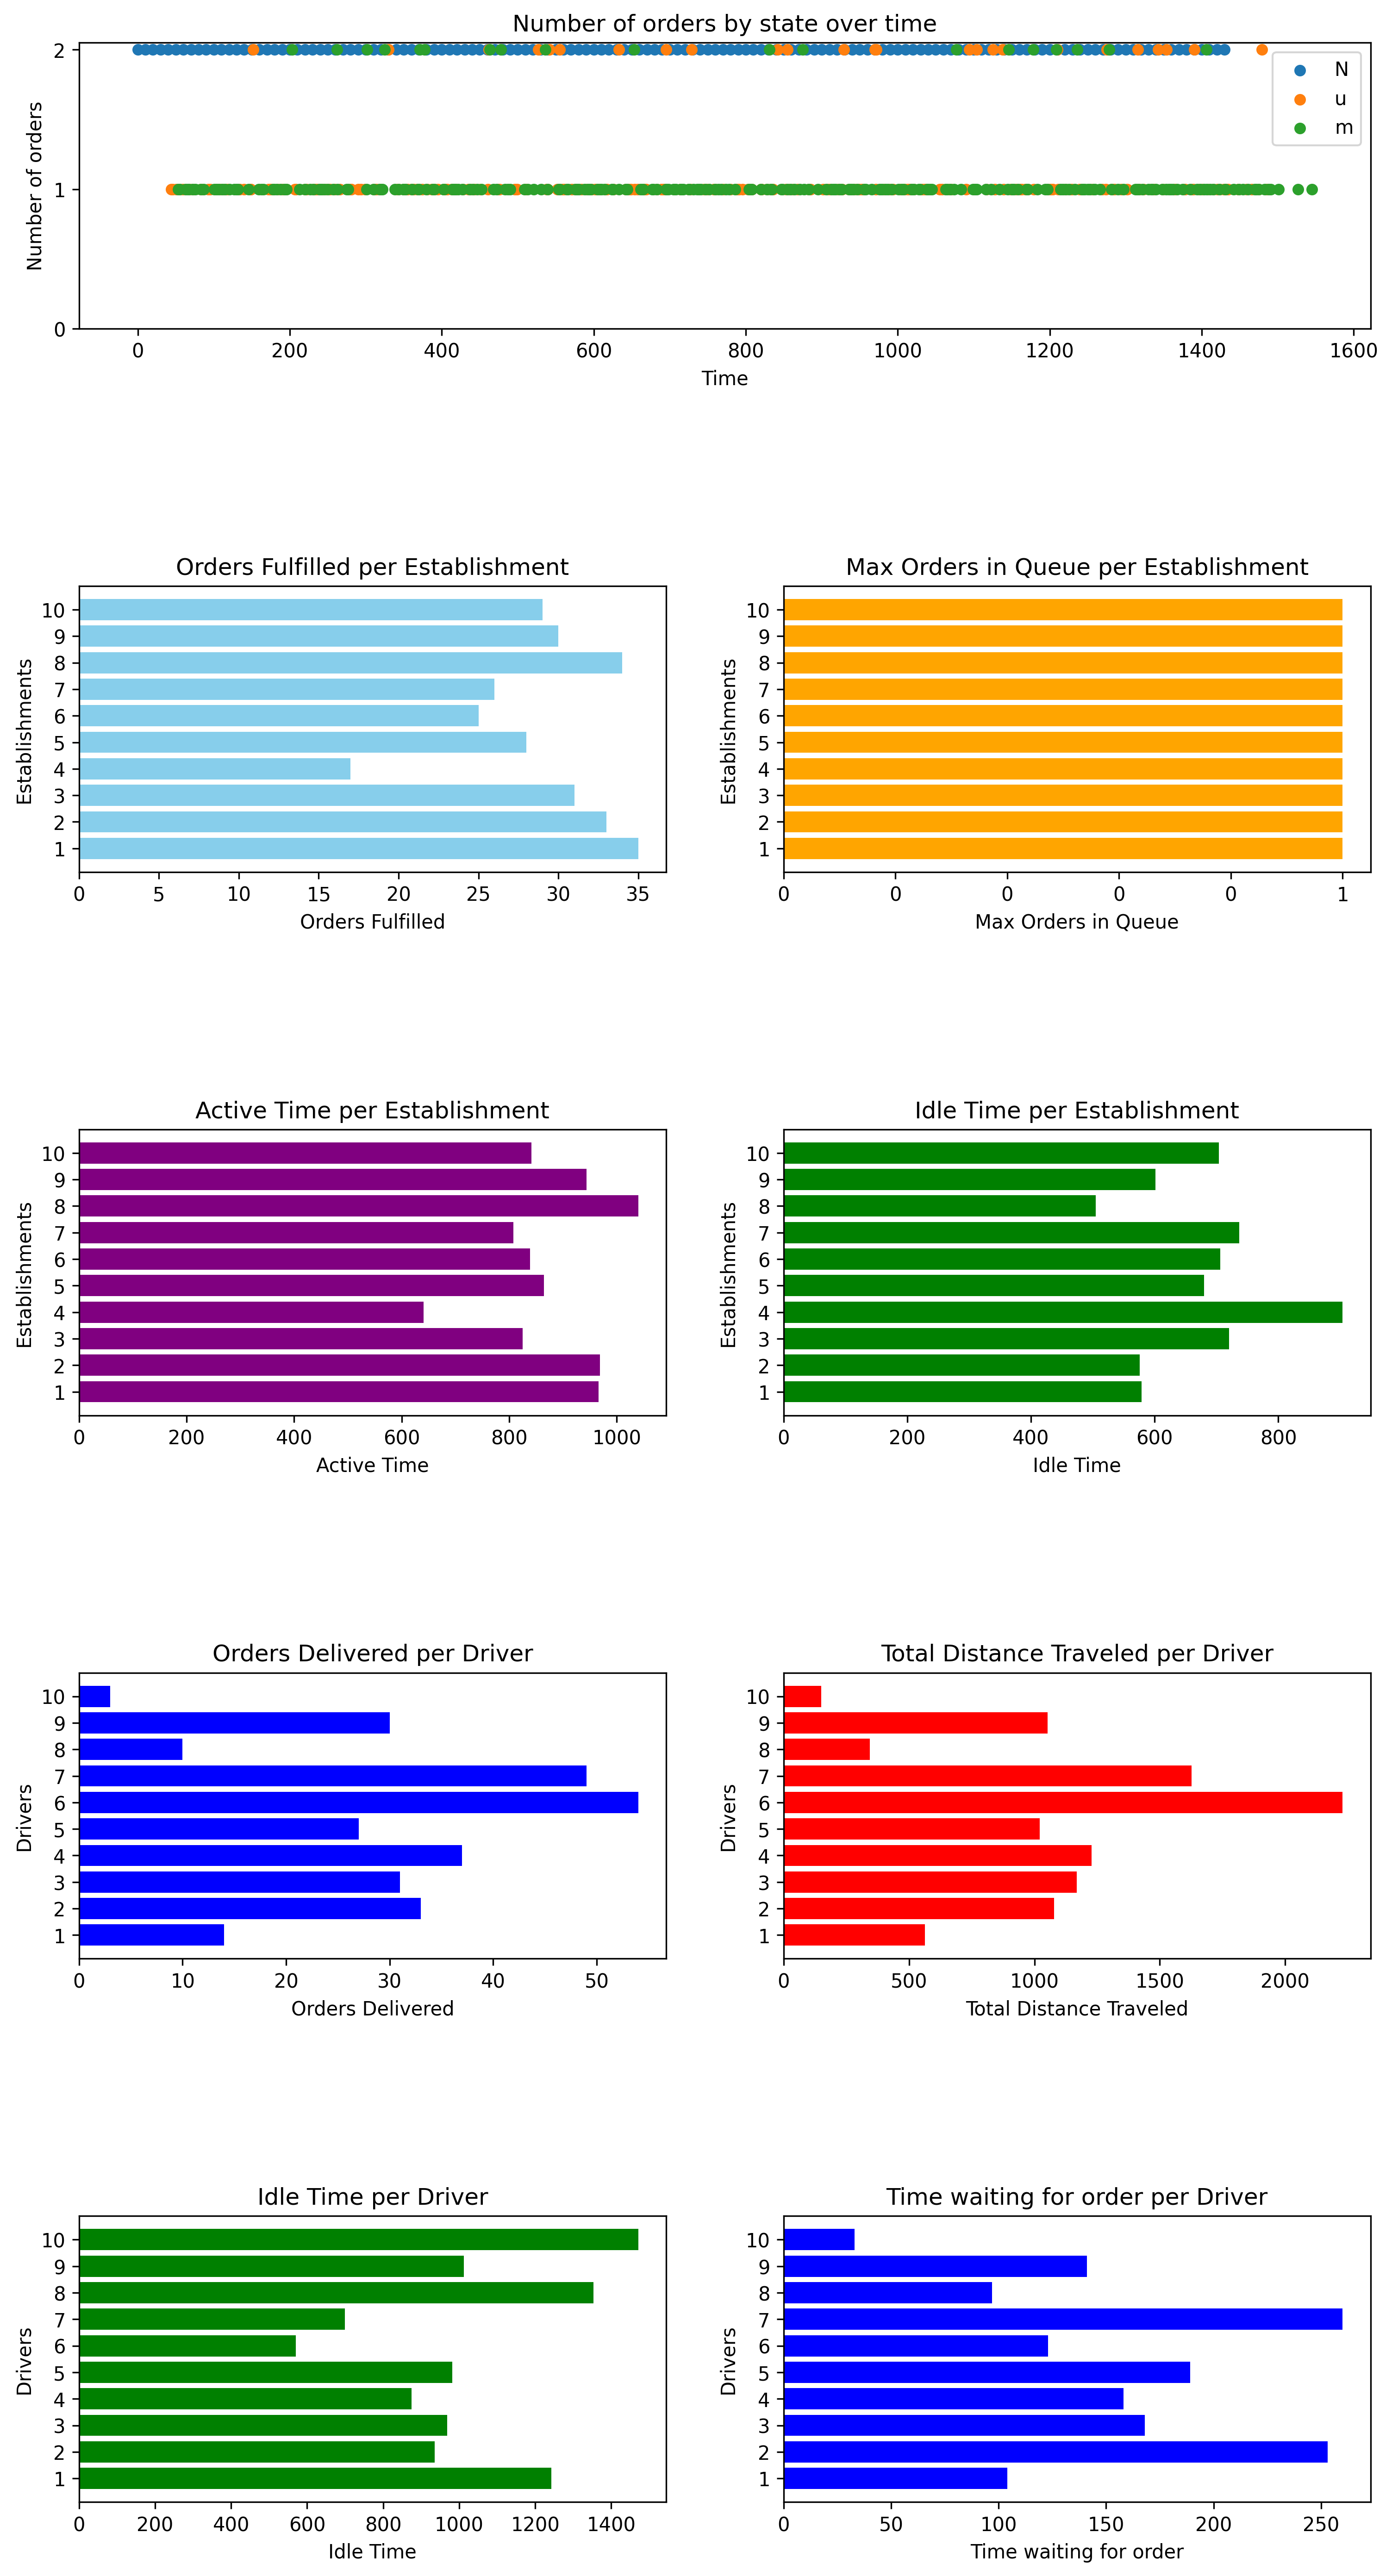 Number of orders by state over time
2
1
0
Number of orders
N
u
m
0 200 400 600 800 1000 1200 1400 1600
Time
Orders Fulfilled per Establishment
10
9
8
7
6
5
4
3
2
1
Establishments
0 5 10 15 20 25 30 35
Orders Fulfilled
Max Orders in Queue per Establishment
10
9
8
7
6
5
4
3
2
1
Establishments
0 0 0 0 0 1
Max Orders in Queue
Active Time per Establishment
10
9
8
7
6
5
4
3
2
1
Establishments
0 200 400 600 800 1000
Active Time
Idle Time per Establishment
10
9
8
7
6
5
4
3
2
1
Establishments
0 200 400 600 800
Idle Time
Orders Delivered per Driver
10
9
8
7
6
5
4
3
2
1
Drivers
0 10 20 30 40 50
Orders Delivered
Total Distance Traveled per Driver
10
9
8
7
6
5
4
3
2
1
Drivers
0 500 1000 1500 2000
Total Distance Traveled
Idle Time per Driver
10
9
8
7
6
5
4
3
2
1
Drivers
0 200 400 600 800 1000 1200 1400
Idle Time
Time waiting for order per Driver
10
9
8
7
6
5
4
3
2
1
Drivers
0 50 100 150 200 250
Time waiting for order